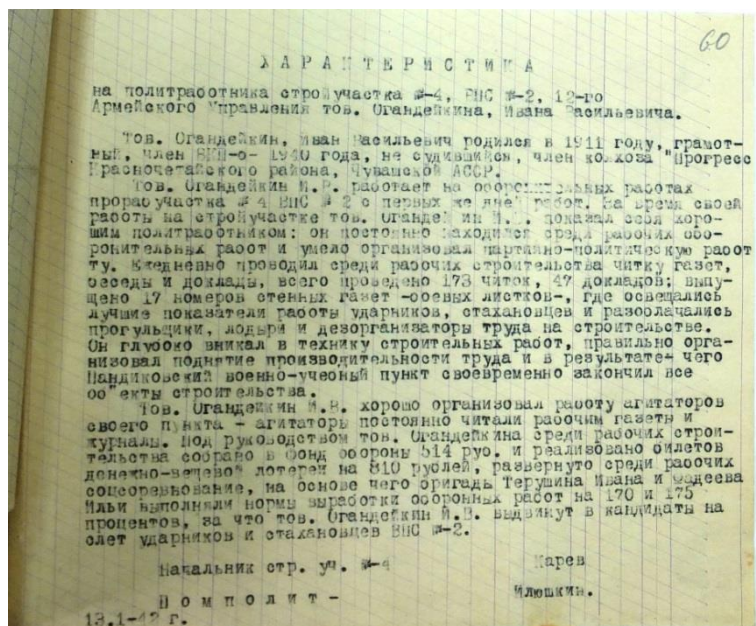 60
ХАРАКТЕРИСТИКА
на политработника стройучастка №-4, ВПС №-2, 12-го
Армейского Управления тов. Огандейкина, Ивана Васильевича.
Тов. Огандейкин, Иван Васильевич родился в 1911 году, грамот-
ный, член ВКП-б- 1940 года, не судившийся, член колхоза "Прогресс
Красночетайского района, Чувашской АССР.
Тов. Огандейкин И.В. работает на оборонительных работах
прорабучастка № 4 ВПС № 2 с первых же дней работ. За время своей
работы на стройучастке тов. Огандейкин И.В. показал себя хоро-
шим политработником: он постоянно находился среди рабочих обо-
ронительных работ и умело организовал партийно-политическую работ
ту. Ежедневно проводил среди рабочих строительства читку газет,
беседы и доклады, всего проведено 173 читок, 47 докладов; выпу-
щено 17 номеров стенных газет -боевых листков-, где освещались
лучшие показатели работы ударников, стахановцев и разоблачались
прогульщики, лодыри и дезорганизаторы труда на строительстве.
Он глубоко вникал в технику строительных работ, правильно орга-
низовал поднятие производительности труда и в результате- чего
Пандиковский военно-учебный пункт своевременно закончил все
об"екты строительства.
Тов. Огандейкин И.В. хорошо организовал работу агитаторов
своего пункта - агитаторы постоянно читали рабочим газеты и
журналы. Под руководством тов. Огандейкина среди рабочих строи-
тельства собрано в фонд обороны 514 руб. и реализовано билетов
денежно-вещевой лотереи на 810 рублей, развернуто среди рабочих
соцсоревнование, на основе чего бригады Терушина Ивана и Фадеева
Ильи выполняли нормы выработки оборонных работ на 170 и 175
процентов, за что тов. Огандейкин И.В. выдвинут в кандидаты на
слет ударников и стахановцев ВПС №-2.
Начальник стр. уч. №-4 Карев
Помполит - Илюшкин.
13.1-42 г.